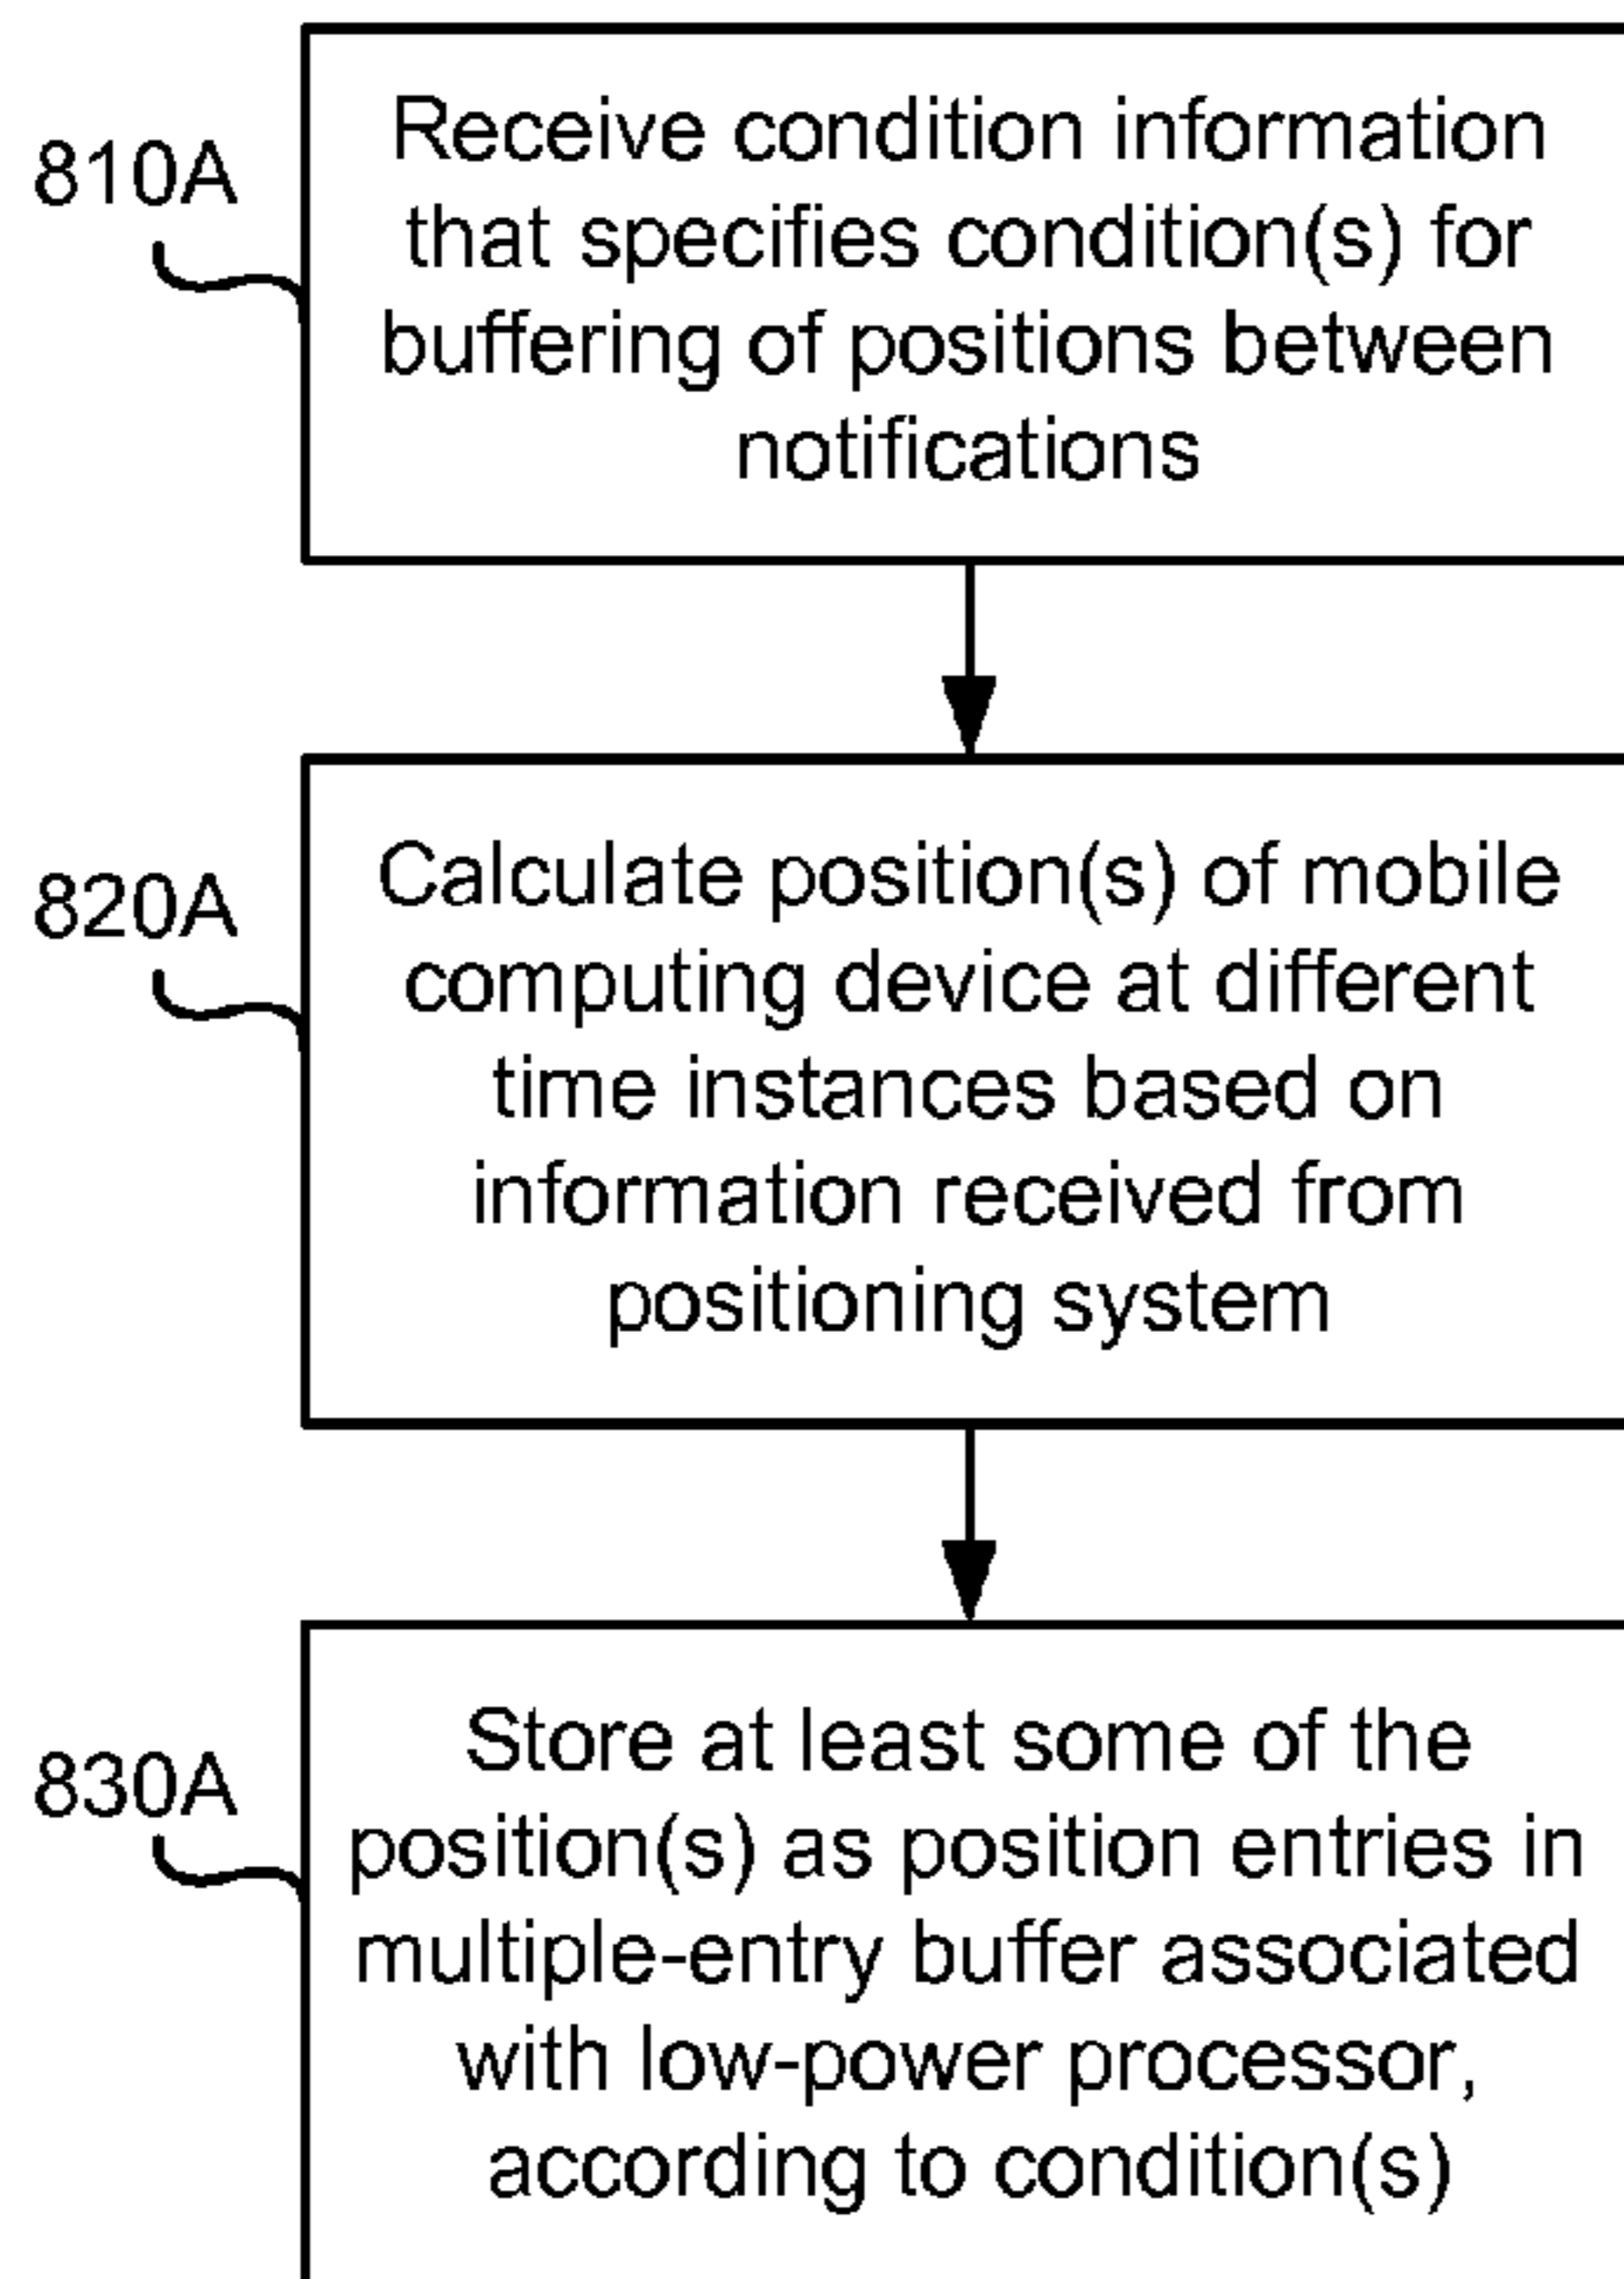 810A
Receive condition information
that specifies condition(s) for
buffering of positions between
notifications
820A
Calculate position(s) of mobile
computing device at different
time instances based on
information received from
positioning system
830A
Store at least some of the
position(s) as position entries in
multiple-entry buffer associated
with low-power processor,
according to condition(s)